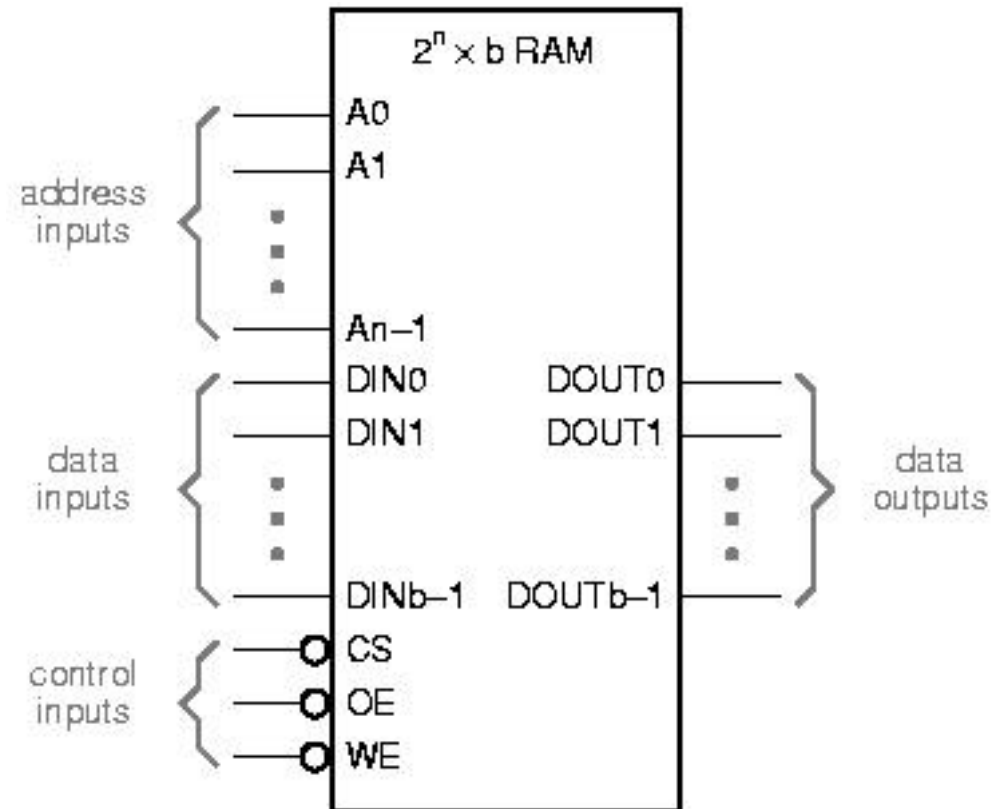 2ⁿ × b RAM
A0
A1
address
inputs
An–1
DIN0
DIN1
data
inputs
DINb–1
DOUT0
DOUT1
data
outputs
DOUTb–1
control
inputs
CS
OE
WE